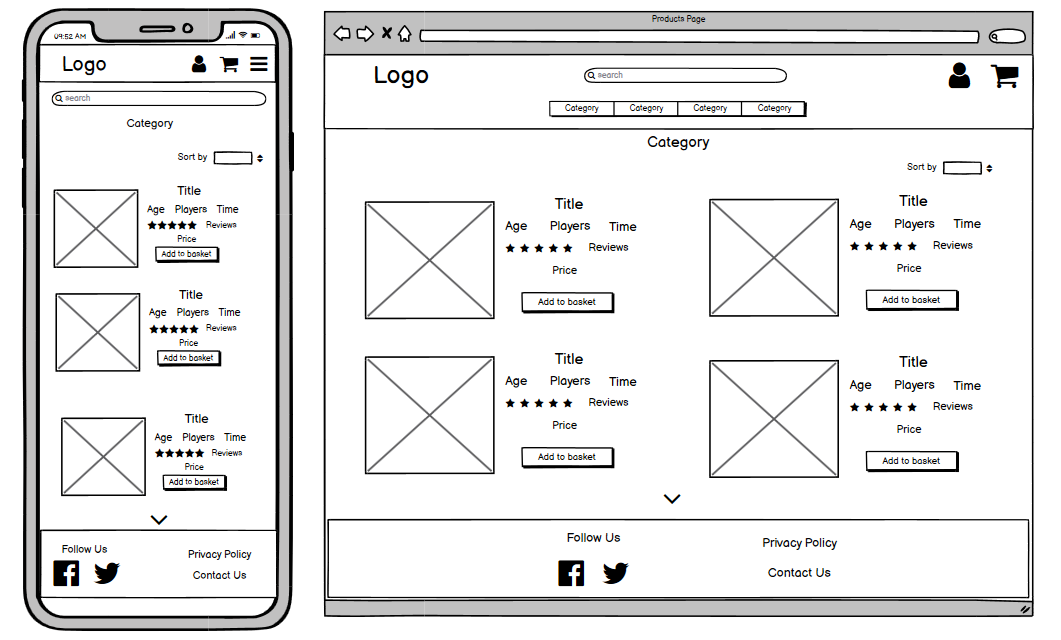 09:52 AM
Logo
search
Category
Sort by
Title
Age Players Time
Reviews
Price
Add to basket
Title
Age Players Time
Reviews
Price
Add to basket
Title
Age Players Time
Reviews
Price
Add to basket
Follow Us
Privacy Policy
Contact Us
Products Page
Logo
search
Category Category Category Category
Category
Sort by
Title
Age Players Time
Reviews
Price
Add to basket
Title
Age Players Time
Reviews
Price
Add to basket
Title
Age Players Time
Reviews
Price
Add to basket
Title
Age Players Time
Reviews
Price
Add to basket
Follow Us
Privacy Policy
Contact Us